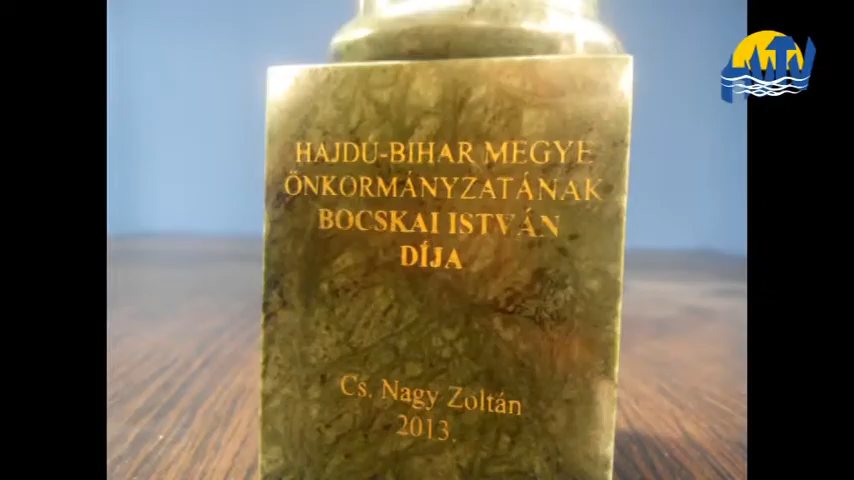 HAJDÚ-BIHAR MEGYE
ÖNKORMÁNYZATÁNAK
BOCSKAI ISTVÁN
DÍJA
Cs. Nagy Zoltán
2013.